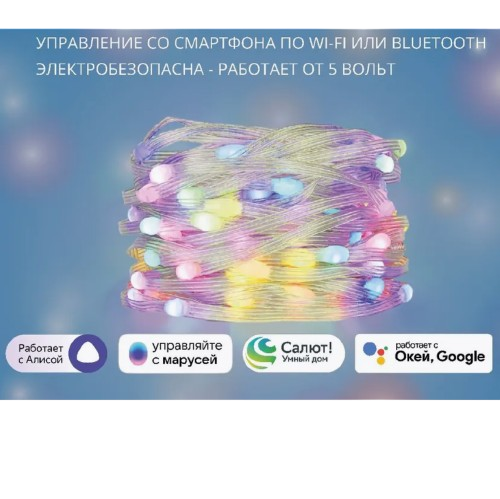 УПРАВЛЕНИЕ СО СМАРТФОНА ПО WI-FI ИЛИ BLUETOOTH
ЭЛЕКТРОБЕЗОПАСНА - РАБОТАЕТ ОТ 5 ВОЛЬТ
Работает
с Алисой
управляйте
с марусей
Салют!
Умный дом
работает с
Окей, Google